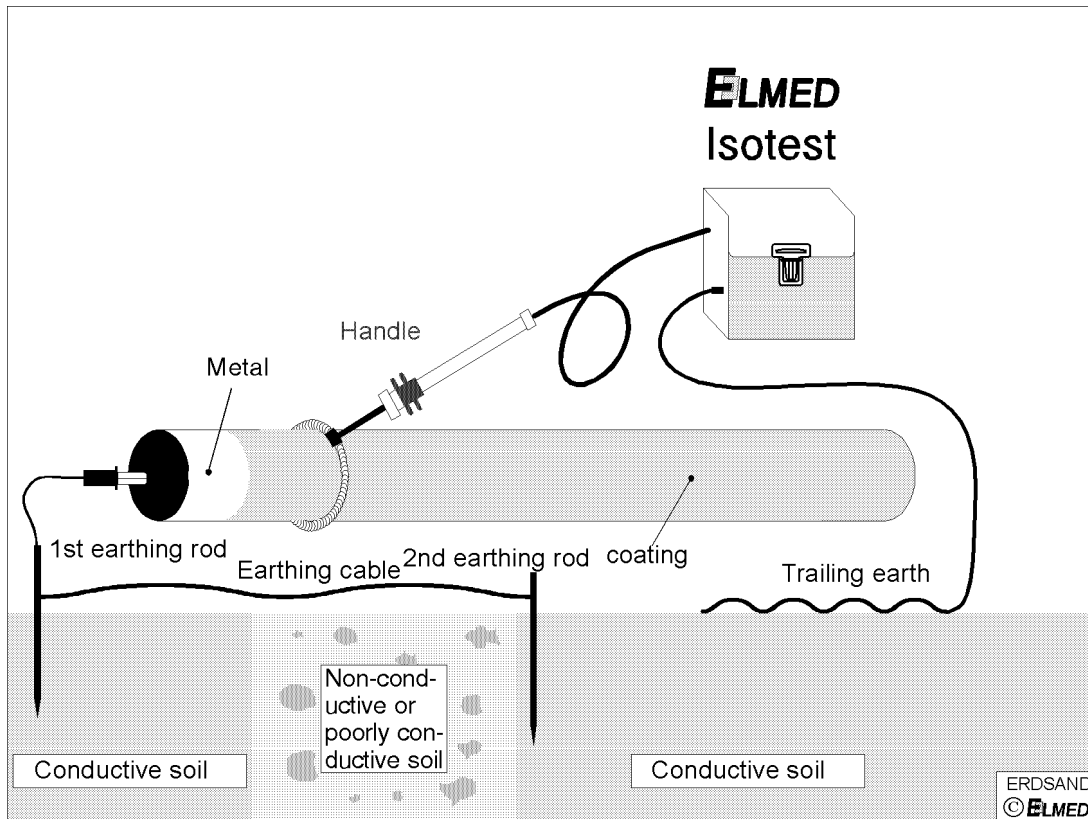 ELMED
Isotest
Handle
Metal
1st earthing rod
Earthing cable
2nd earthing rod
coating
Trailing earth
Non-cond-
uctive or
poorly con-
ductive soil
Conductive soil
Conductive soil
ERDSAND
© ELMED